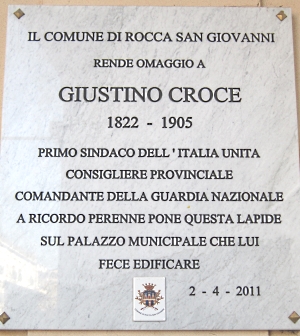 IL COMUNE DI ROCCA SAN GIOVANNI
RENDE OMAGGIO A
GIUSTINO CROCE
1822 - 1905
PRIMO SINDACO DELL'ITALIA UNITA
CONSIGLIERE PROVINCIALE
COMANDANTE DELLA GUARDIA NAZIONALE
A RICORDO PERENNE PONE QUESTA LAPIDE
SUL PALAZZO MUNICIPALE CHE LUI
FECE EDIFICARE
2 - 4 - 2011